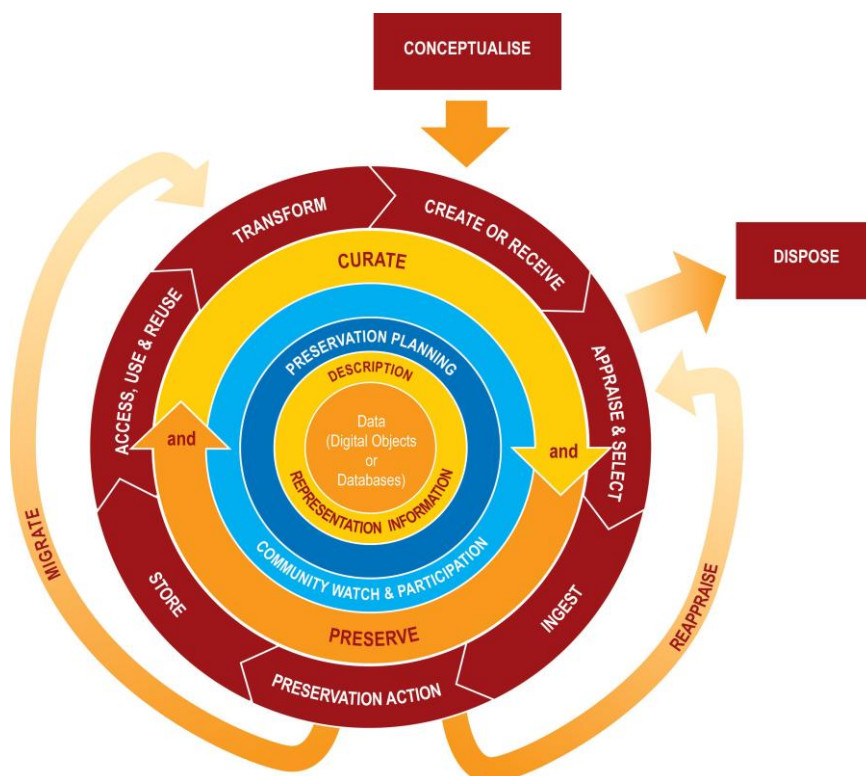 CONCEPTUALISE
DISPOSE
TRANSFORM
CREATE OR RECEIVE
APPRAISE & SELECT
INGEST
PRESERVATION ACTION
STORE
ACCESS, USE & REUSE
MIGRATE
REAPPRAISE
CURATE
and
PRESERVE
and
COMMUNITY WATCH & PARTICIPATION
PRESERVATION PLANNING
DESCRIPTION
REPRESENTATION INFORMATION
Data
(Digital Objects
or
Databases)